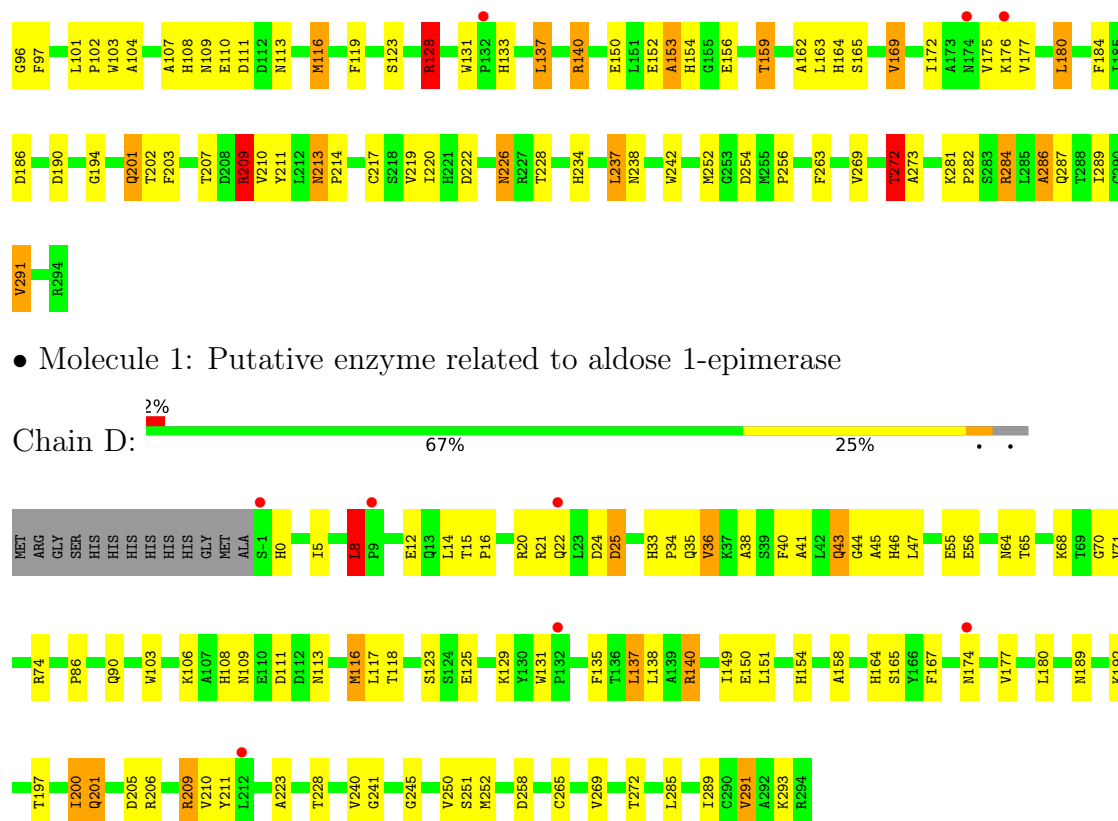 G96 F97 L101 P102 W103 A104 A107 H108 N109 E110 D111 D112 N113 M116 F119 S123 R128 W131 P132 H133 L137 R140 E150 L151 E152 A153 H154 G155 E156 T159 A162 L163 H164 S165 V169 I172 A173 N174 V175 K176 V177 L180 F184 I185
D186 D190 G194 Q201 T202 F203 T207 D208 R209 V210 Y211 L212 N213 P214 C217 S218 V219 I220 H221 D222 N226 R227 T228 H234 L237 N238 W242 M252 G253 D254 M255 P256 F263 V269 T272 A273 K281 P282 S283 R284 L285 A286 Q287 T288 I289 C290
V291 R294
• Molecule 1: Putative enzyme related to aldose 1-epimerase
2%
Chain D:
67% 25% • •
MET ARG GLY SER HIS HIS HIS HIS HIS HIS GLY MET ALA S-1 H0 I5 L8 P9 E12 Q13 L14 T15 P16 R20 R21 Q22 L23 D24 D25 H33 P34 Q35 V36 K37 A38 S39 F40 A41 L42 Q43 G44 A45 H46 L47 E55 E56 N64 T65 K68 T69 G70 V71
R74 P86 Q90 W103 K106 A107 H108 N109 E110 D111 D112 N113 M116 L117 T118 S123 S124 E125 K129 Y130 W131 P132 F135 T136 L137 L138 A139 R140 I149 E150 L151 H154 A158 H164 S165 Y166 F167 N174 V177 L180 N189 K192
T197 I200 Q201 D205 R206 R209 V210 Y211 L212 A223 T228 V240 G241 G245 V250 S251 M252 D258 C265 V269 T272 L285 I289 C290 V291 A292 K293 R294